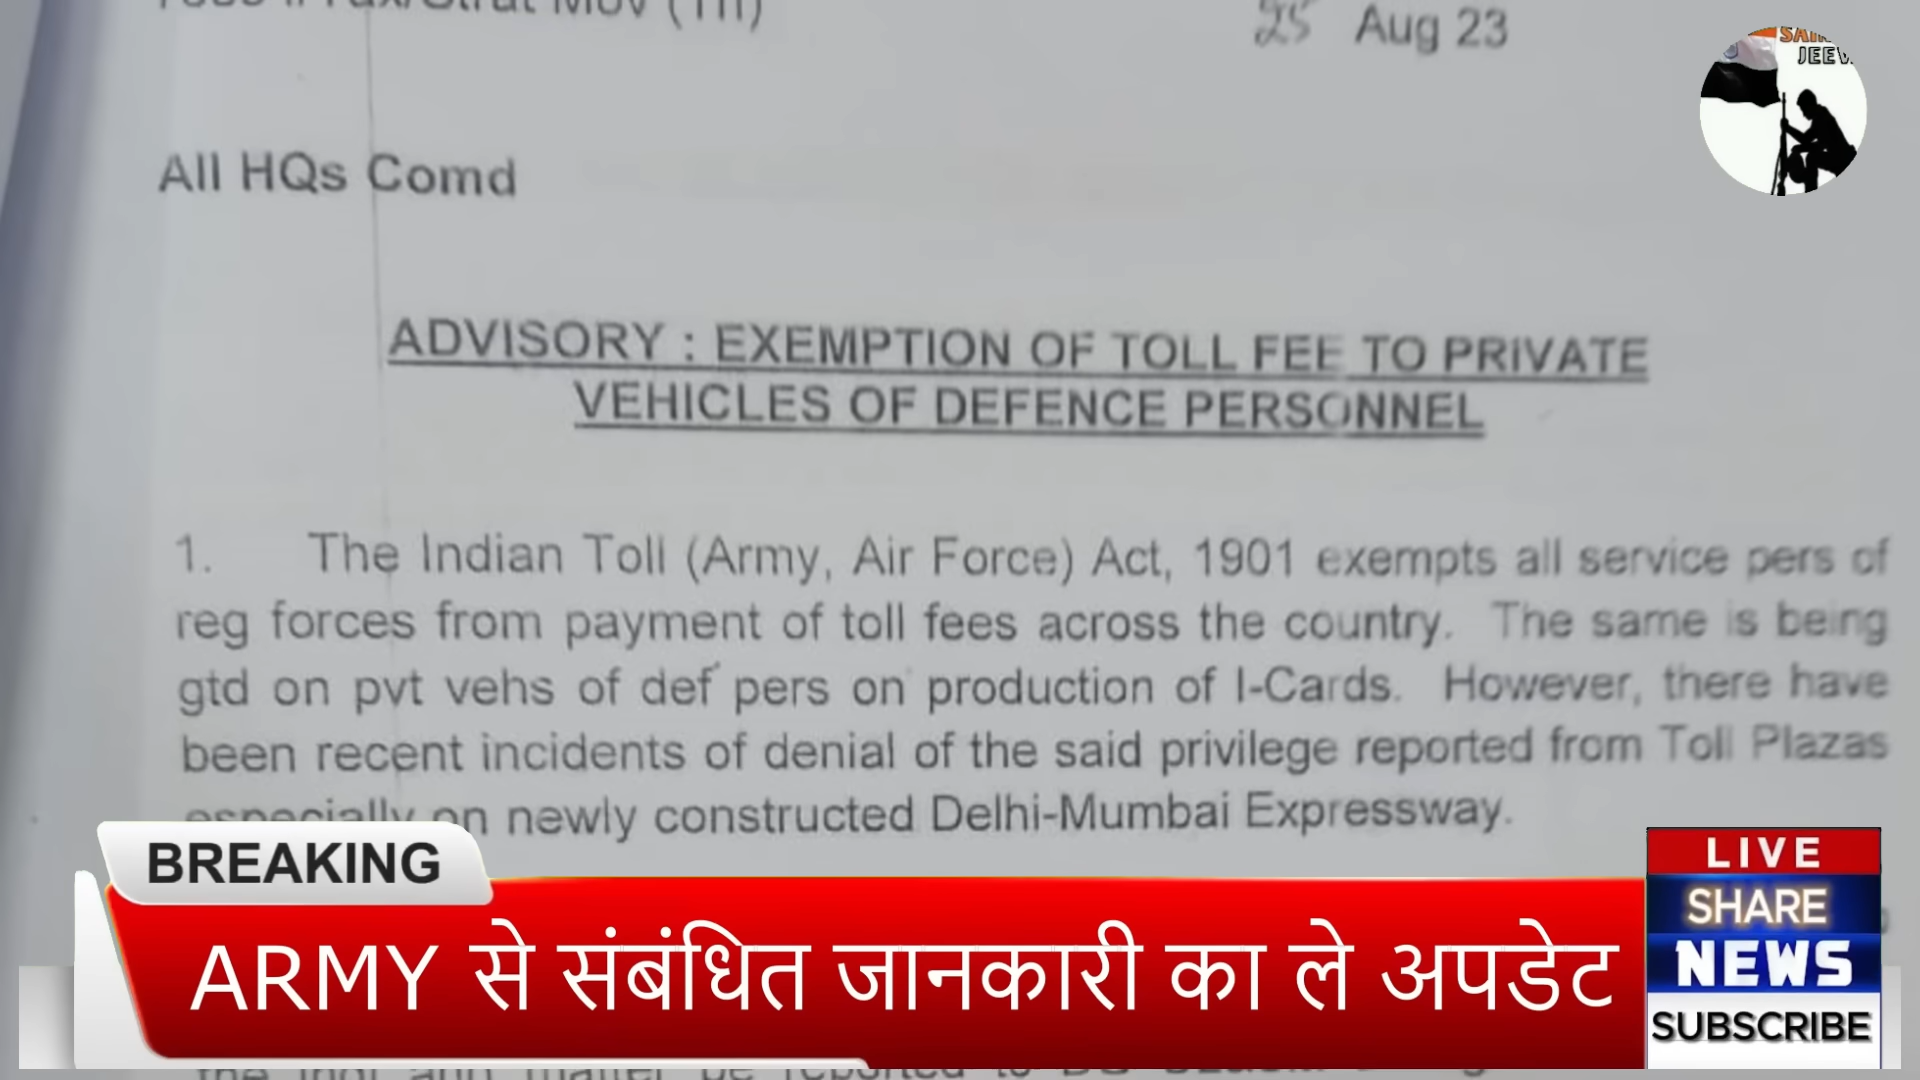 25 Aug 23
SAIN
JEEV
All HQs Comd
ADVISORY : EXEMPTION OF TOLL FEE TO PRIVATE
VEHICLES OF DEFENCE PERSONNEL
1. The Indian Toll (Army, Air Force) Act, 1901 exempts all service pers of
reg forces from payment of toll fees across the country. The same is being
gtd on pvt vehs of def pers on production of I-Cards. However, there have
been recent incidents of denial of the said privilege reported from Toll Plazas
especially on newly constructed Delhi-Mumbai Expressway.
BREAKING
ARMY से संबंधित जानकारी का ले अपडेट
LIVE
SHARE
NEWS
SUBSCRIBE